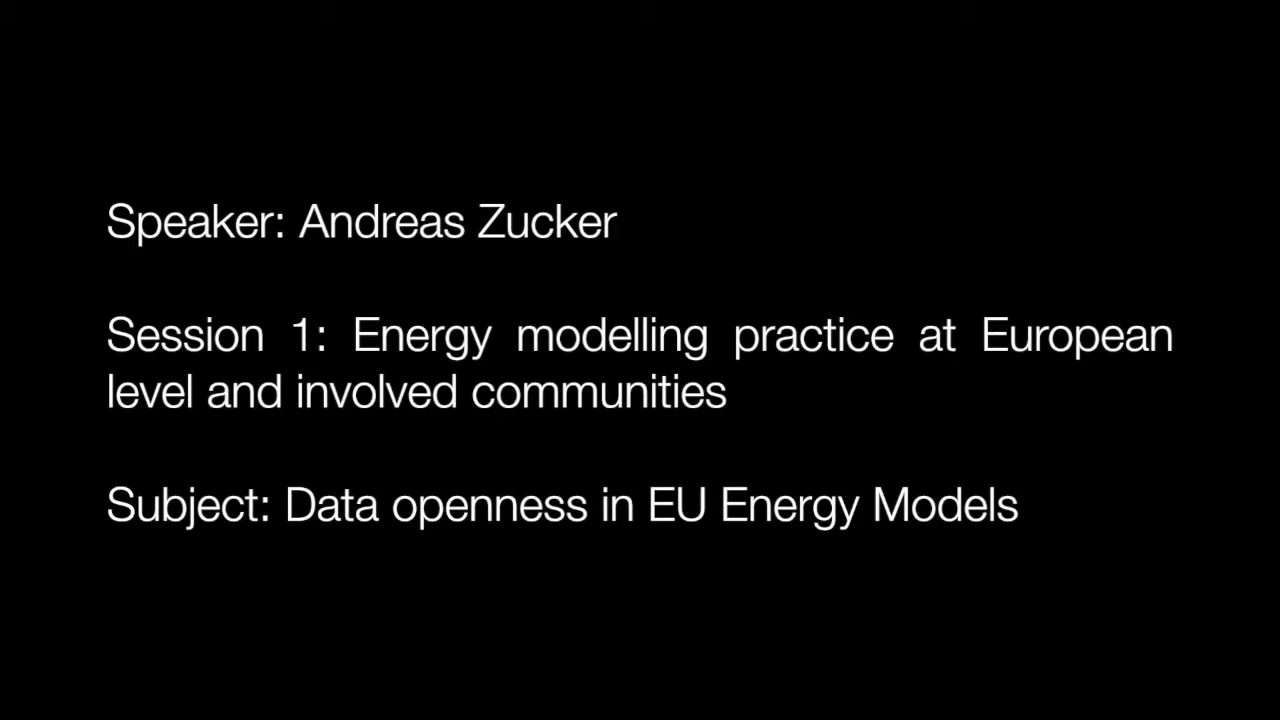 Speaker: Andreas Zucker
Session 1: Energy modelling practice at European
level and involved communities
Subject: Data openness in EU Energy Models